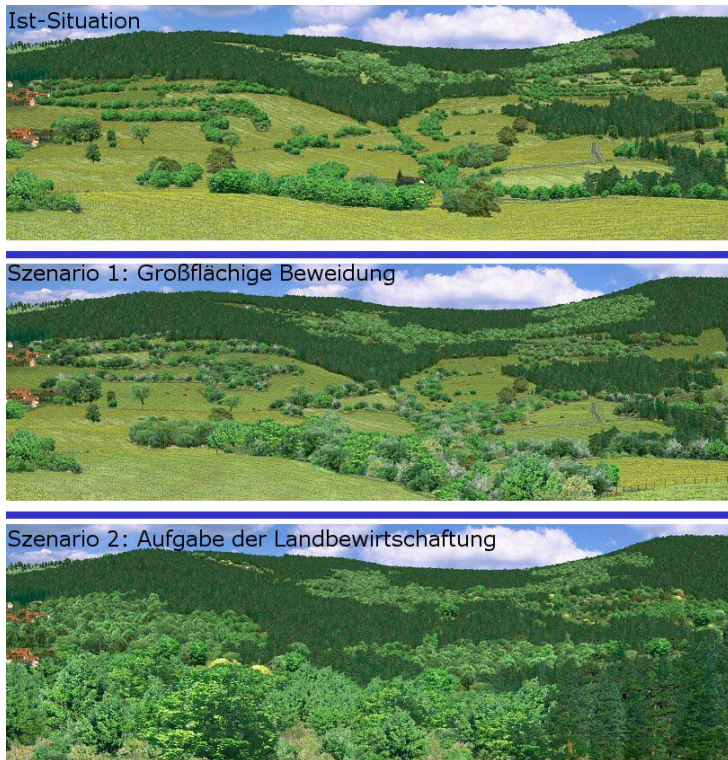 Ist-Situation
Szenario 1: Großflächige Beweidung
Szenario 2: Aufgabe der Landbewirtschaftung